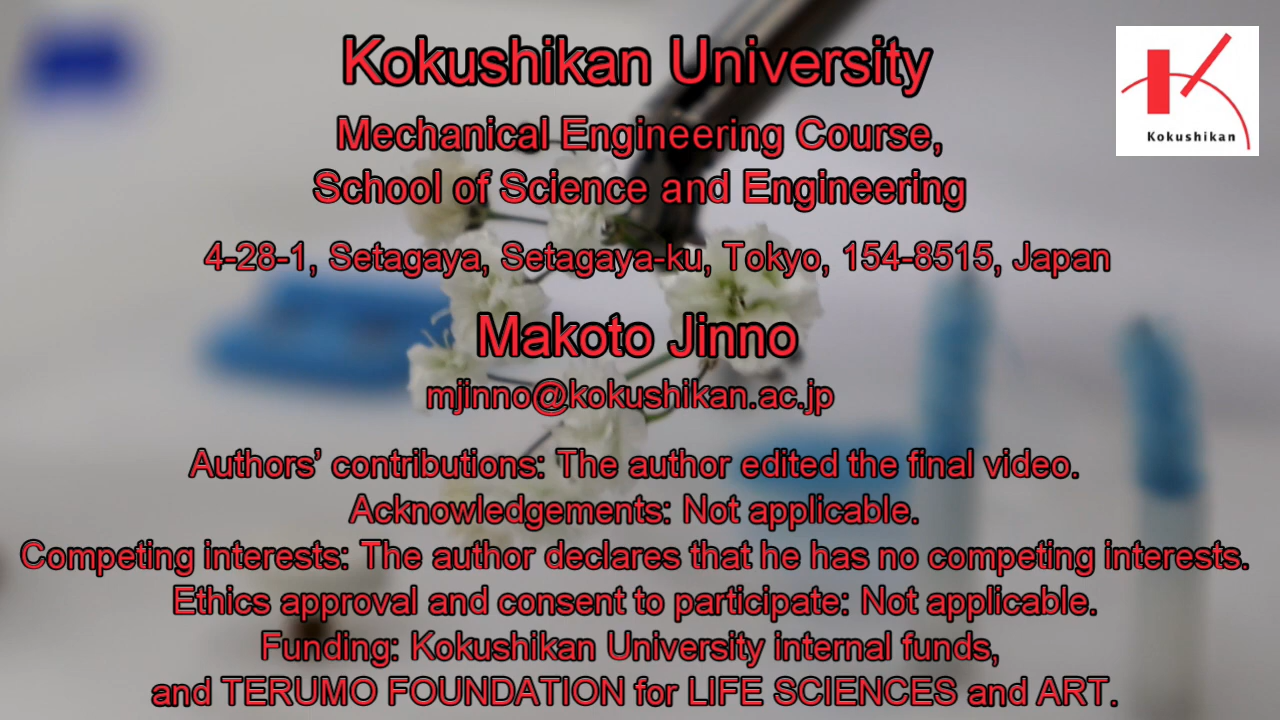 Kokushikan University
Kokushikan
Mechanical Engineering Course,
School of Science and Engineering
4-28-1, Setagaya, Setagaya-ku, Tokyo, 154-8515, Japan
Makoto Jinno
mjinno@kokushikan.ac.jp
Authors’ contributions: The author edited the final video.
Acknowledgements: Not applicable.
Competing interests: The author declares that he has no competing interests.
Ethics approval and consent to participate: Not applicable.
Funding: Kokushikan University internal funds,
and TERUMO FOUNDATION for LIFE SCIENCES and ART.